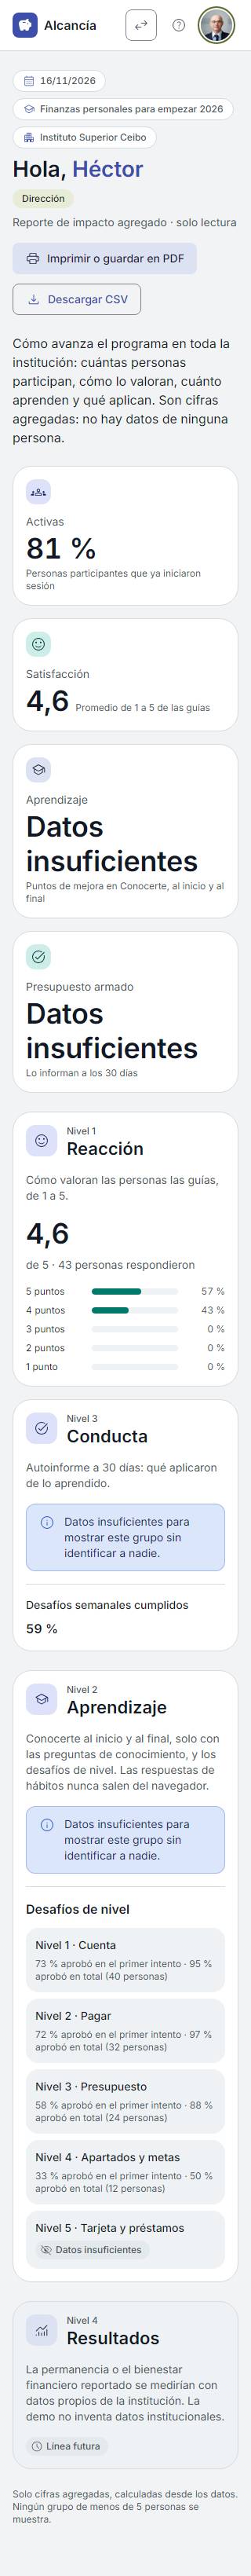 Alcancía
16/11/2026
Finanzas personales para empezar 2026
Instituto Superior Ceibo
Hola, Héctor
Dirección
Reporte de impacto agregado · solo lectura
Imprimir o guardar en PDF
Descargar CSV
Cómo avanza el programa en toda la
institución: cuántas personas
participan, cómo lo valoran, cuánto
aprenden y qué aplican. Son cifras
agregadas: no hay datos de ninguna
persona.
Activas
81 %
Personas participantes que ya iniciaron
sesión
Satisfacción
4,6 Promedio de 1 a 5 de las guías
Aprendizaje
Datos
insuficientes
Puntos de mejora en Conocerte, al inicio y al
final
Presupuesto armado
Datos
insuficientes
Lo informan a los 30 días
Nivel 1
Reacción
Cómo valoran las personas las guías,
de 1 a 5.
4,6
de 5 · 43 personas respondieron
5 puntos 57 %
4 puntos 43 %
3 puntos 0 %
2 puntos 0 %
1 punto 0 %
Nivel 3
Conducta
Autoinforme a 30 días: qué aplicaron
de lo aprendido.
Datos insuficientes para
mostrar este grupo sin
identificar a nadie.
Desafíos semanales cumplidos
59 %
Nivel 2
Aprendizaje
Conocerte al inicio y al final, solo con
las preguntas de conocimiento, y los
desafíos de nivel. Las respuestas de
hábitos nunca salen del navegador.
Datos insuficientes para
mostrar este grupo sin
identificar a nadie.
Desafíos de nivel
Nivel 1 · Cuenta
73 % aprobó en el primer intento · 95 %
aprobó en total (40 personas)
Nivel 2 · Pagar
72 % aprobó en el primer intento · 97 %
aprobó en total (32 personas)
Nivel 3 · Presupuesto
58 % aprobó en el primer intento · 88 %
aprobó en total (24 personas)
Nivel 4 · Apartados y metas
33 % aprobó en el primer intento · 50 %
aprobó en total (12 personas)
Nivel 5 · Tarjeta y préstamos
Datos insuficientes
Nivel 4
Resultados
La permanencia o el bienestar
financiero reportado se medirían con
datos propios de la institución. La
demo no inventa datos institucionales.
Línea futura
Solo cifras agregadas, calculadas desde los datos.
Ningún grupo de menos de 5 personas se
muestra.